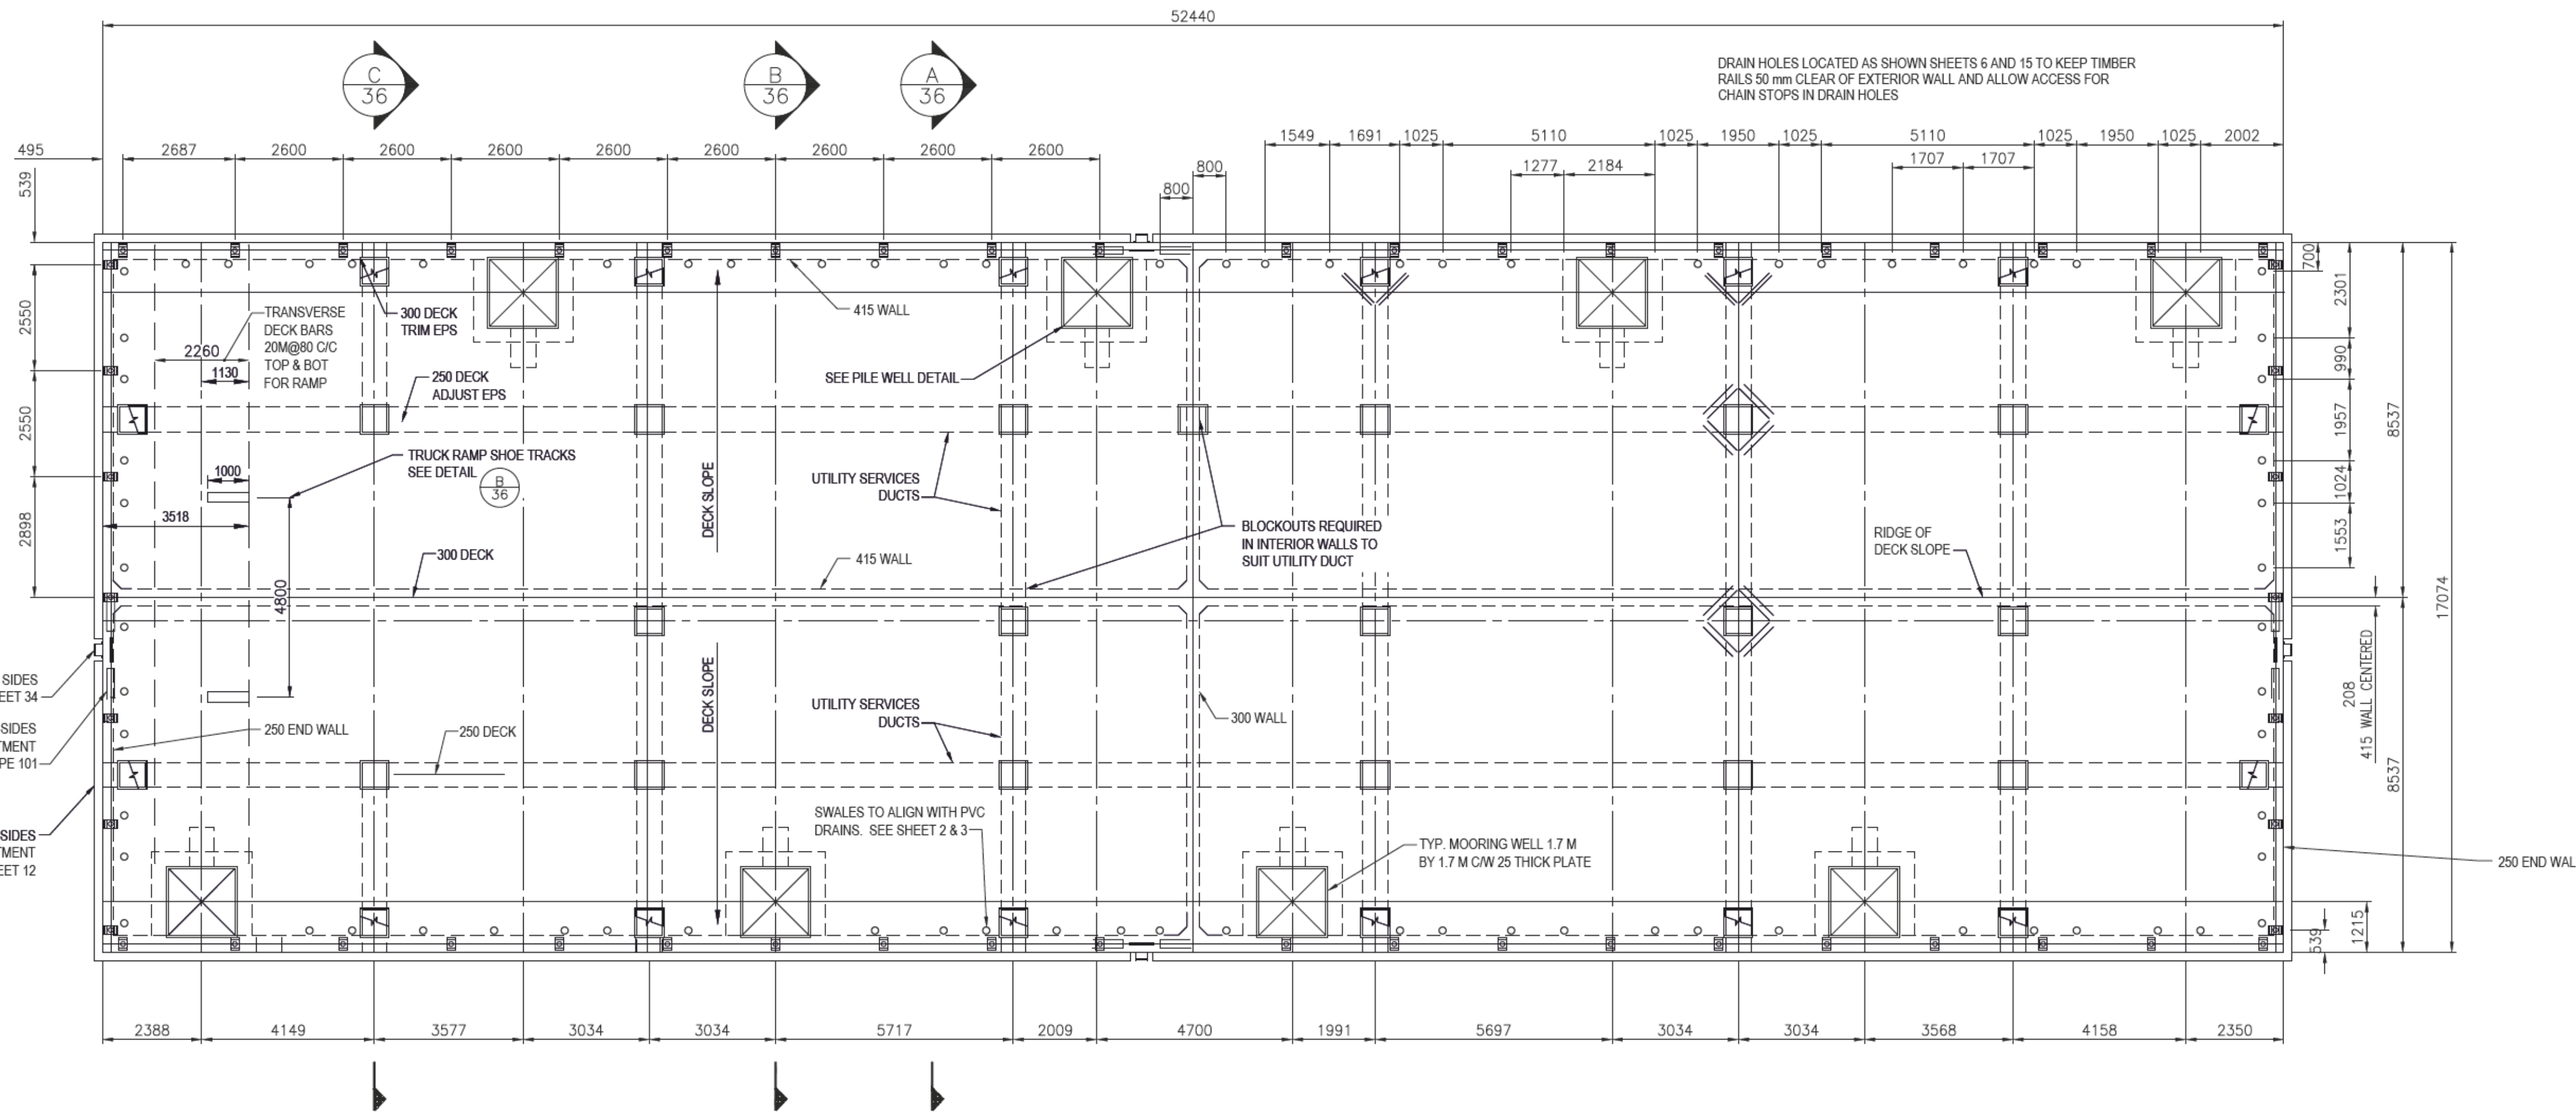 52440
C
36
B
36
A
36
DRAIN HOLES LOCATED AS SHOWN SHEETS 6 AND 15 TO KEEP TIMBER
RAILS 50 mm CLEAR OF EXTERIOR WALL AND ALLOW ACCESS FOR
CHAIN STOPS IN DRAIN HOLES
495 2687 2600 2600 2600 2600 2600 2600 2600 2600
1549 1691 1025 5110 1025 1950 1025 5110 1025 1950 1025 2002
800
800
1277 2184
1707 1707
539
2550
2550
2898
TRANSVERSE
DECK BARS
20M@80 C/C
TOP & BOT
FOR RAMP
2260
1130
300 DECK
TRIM EPS
250 DECK
ADJUST EPS
415 WALL
SEE PILE WELL DETAIL
TRUCK RAMP SHOE TRACKS
SEE DETAIL
B
36
1000
3518
4800
300 DECK
DECK SLOPE
UTILITY SERVICES
DUCTS
415 WALL
BLOCKOUTS REQUIRED
IN INTERIOR WALLS TO
SUIT UTILITY DUCT
RIDGE OF
DECK SLOPE
700
2301
990
1957
1024
1553
8537
17074
208
415 WALL CENTERED
8537
539
1215
SIDES
EET 34
SIDES
TMENT
PE 101
SIDES
TMENT
EET 12
250 END WALL
250 DECK
DECK SLOPE
UTILITY SERVICES
DUCTS
300 WALL
SWALES TO ALIGN WITH PVC
DRAINS. SEE SHEET 2 & 3
TYP. MOORING WELL 1.7 M
BY 1.7 M C/W 25 THICK PLATE
250 END WAL
2388 4149 3577 3034 3034 5717 2009 4700 1991 5697 3034 3034 3568 4158 2350